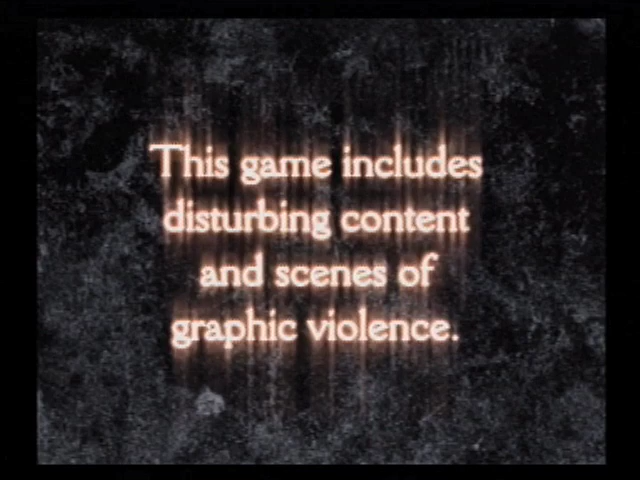 This game includes
disturbing content
and scenes of
graphic violence.